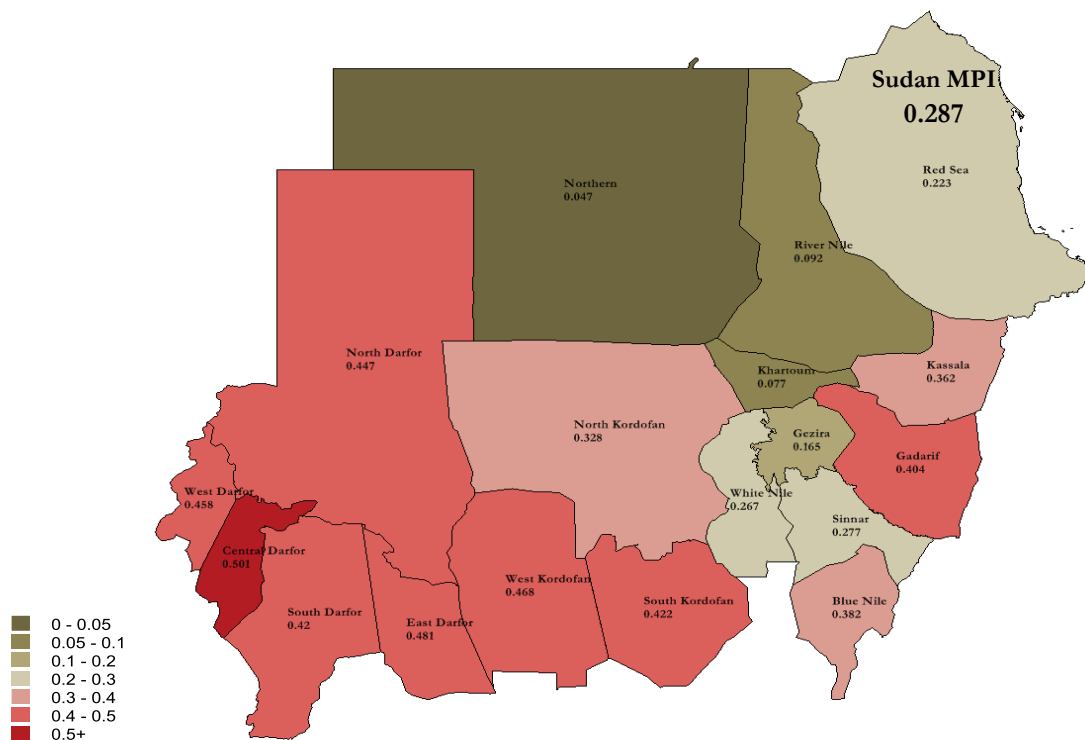 Sudan MPI
0.287
Red Sea
0.223
Northern
0.047
River Nile
0.092
North Darfor
0.447
Khartoum
0.077
Kassala
0.362
North Kordofan
0.328
Gezira
0.165
Gadarif
0.404
West Darfor
0.458
White Nile
0.267
Sinnar
0.277
Central Darfor
0.501
West Kordofan
0.468
South Kordofan
0.422
Blue Nile
0.382
South Darfor
0.42
East Darfor
0.481
0 - 0.05
0.05 - 0.1
0.1 - 0.2
0.2 - 0.3
0.3 - 0.4
0.4 - 0.5
0.5+